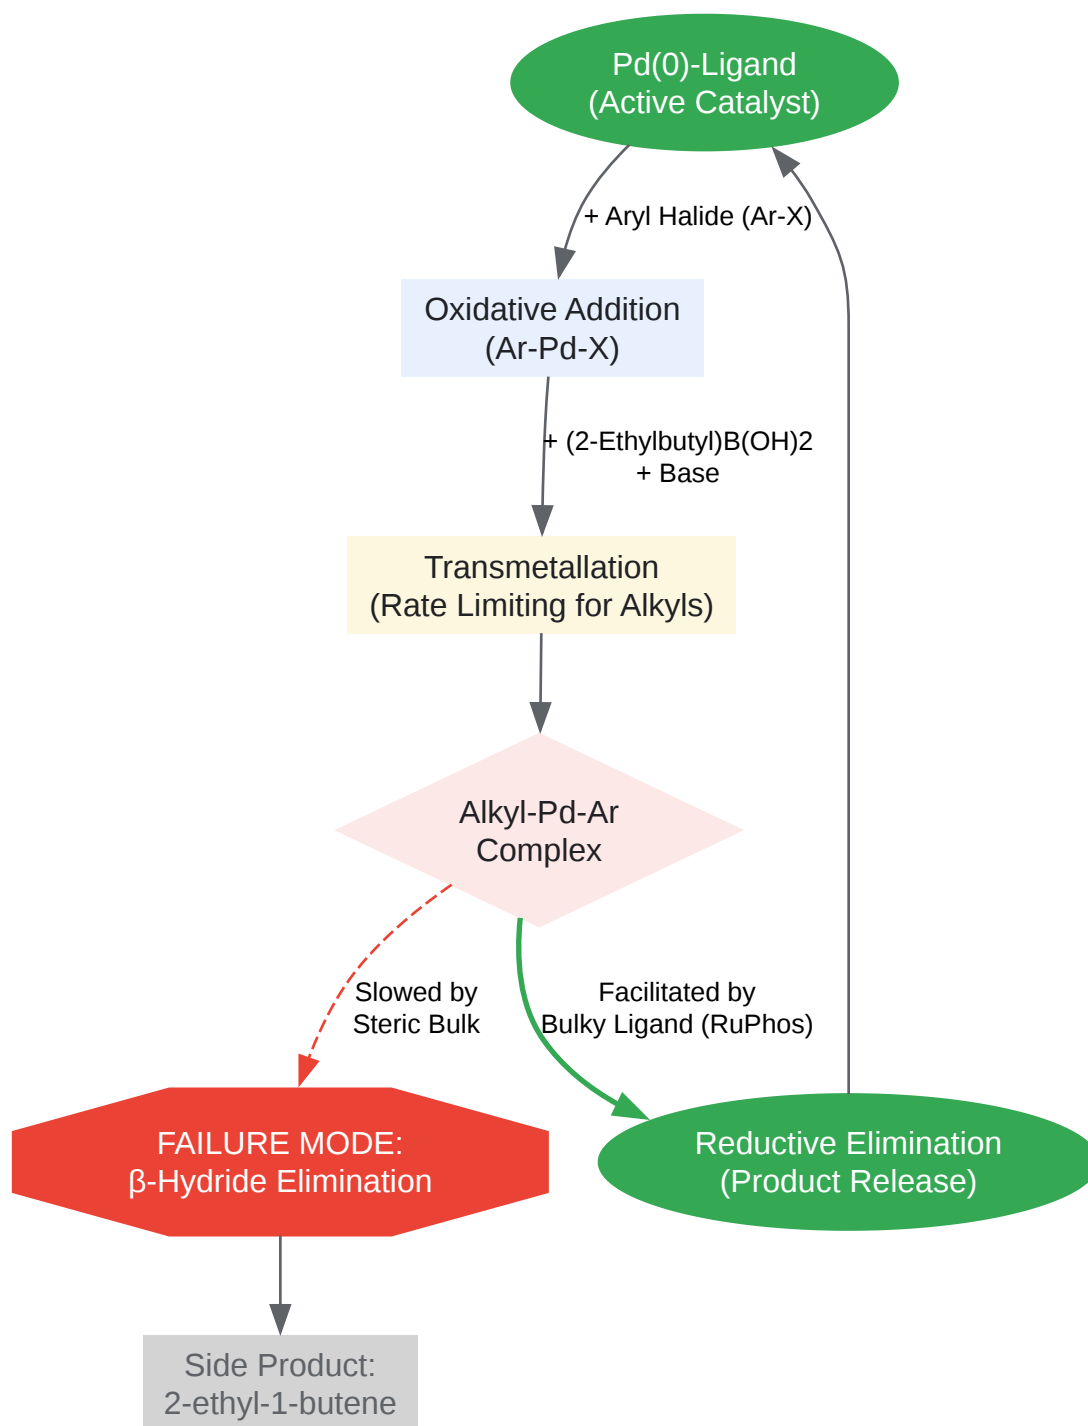 Pd(0)-Ligand
(Active Catalyst)
+ Aryl Halide (Ar-X)
Oxidative Addition
(Ar-Pd-X)
+ (2-Ethylbutyl)B(OH)2
+ Base
Transmetallation
(Rate Limiting for Alkyls)
Alkyl-Pd-Ar
Complex
Slowed by
Steric Bulk
Facilitated by
Bulky Ligand (RuPhos)
FAILURE MODE:
β-Hydride Elimination
Reductive Elimination
(Product Release)
Side Product:
2-ethyl-1-butene